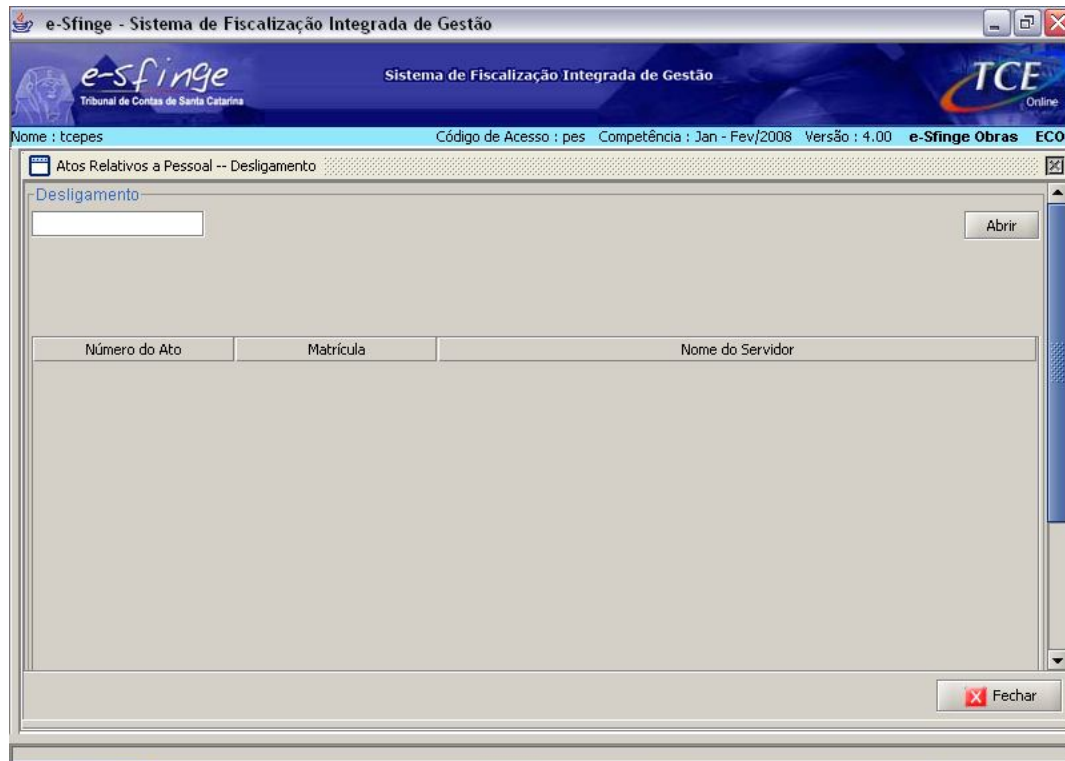 e-Sfinge - Sistema de Fiscalização Integrada de Gestão
e-sfinge
Tribunal de Contas de Santa Catarina
Sistema de Fiscalização Integrada de Gestão
TCE
Online
Nome : tcepes Código de Acesso : pes Competência : Jan - Fev/2008 Versão : 4.00 e-Sfinge Obras ECO
Atos Relativos a Pessoal -- Desligamento
Desligamento
Abrir
Número do Ato Matrícula Nome do Servidor
Fechar